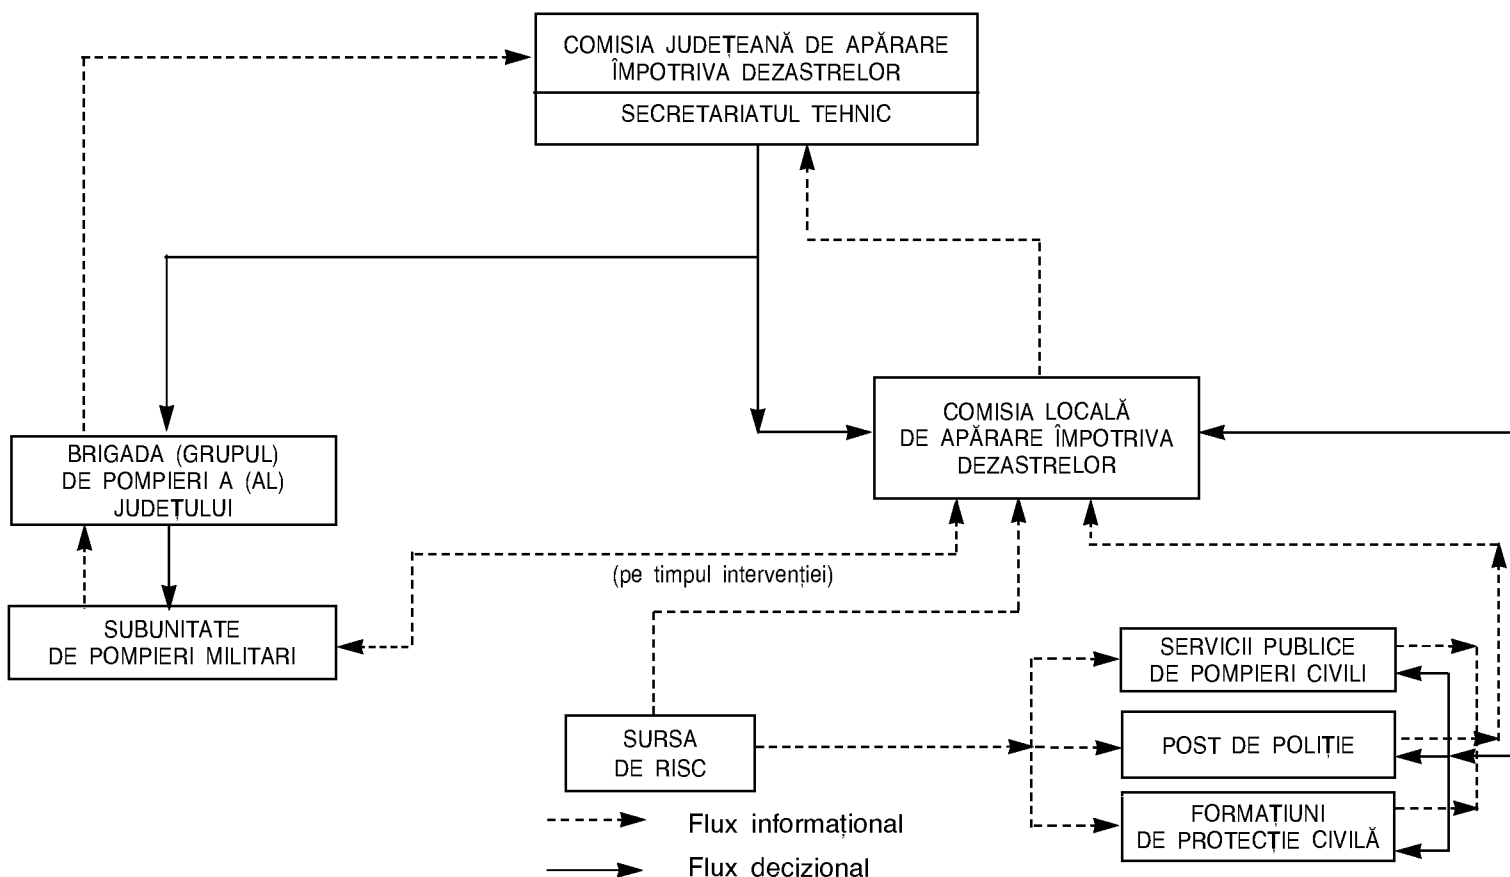 COMISIA JUDEȚEANĂ DE APĂRARE
ÎMPOTRIVA DEZASTRELOR
SECRETARIATUL TEHNIC
COMISIA LOCALĂ
DE APĂRARE ÎMPOTRIVA
DEZASTRELOR
BRIGADA (GRUPUL)
DE POMPIERI A (AL)
JUDEȚULUI
(pe timpul intervenției)
SUBUNITATE
DE POMPIERI MILITARI
SERVICII PUBLICE
DE POMPIERI CIVILI
SURSA
DE RISC
POST DE POLIȚIE
FORMAȚIUNI
DE PROTECȚIE CIVILĂ
Flux informațional
Flux decizional